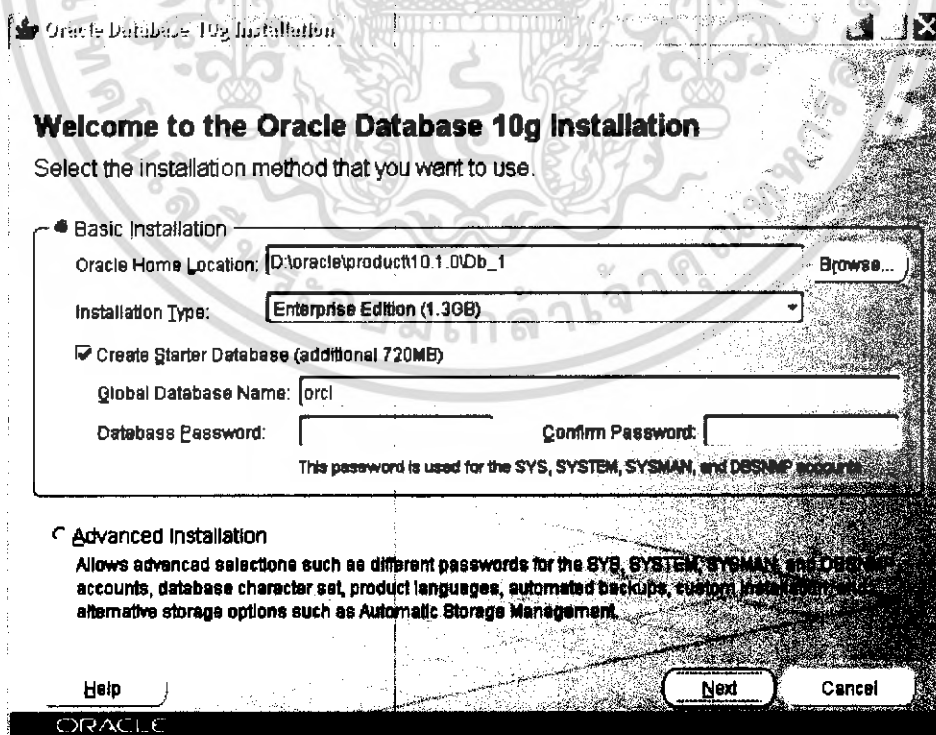 Oracle Database 10g Installation
Welcome to the Oracle Database 10g Installation
Select the installation method that you want to use.
Basic Installation
Oracle Home Location: D:\oracle\product\10.1.0\Db_1 Browse...
Installation Type: Enterprise Edition (1.3GB)
Create Starter Database (additional 720MB)
Global Database Name: orcl
Database Password: Confirm Password:
This password is used for the SYS, SYSTEM, SYSMAN, and DBSNMP accounts
Advanced Installation
Allows advanced selections such as different passwords for the SYS, SYSTEM, SYSMAN, and DBSNMP
accounts, database character set, product languages, automated backups, custom installation, and
alternative storage options such as Automatic Storage Management.
Help Next Cancel
ORACLE